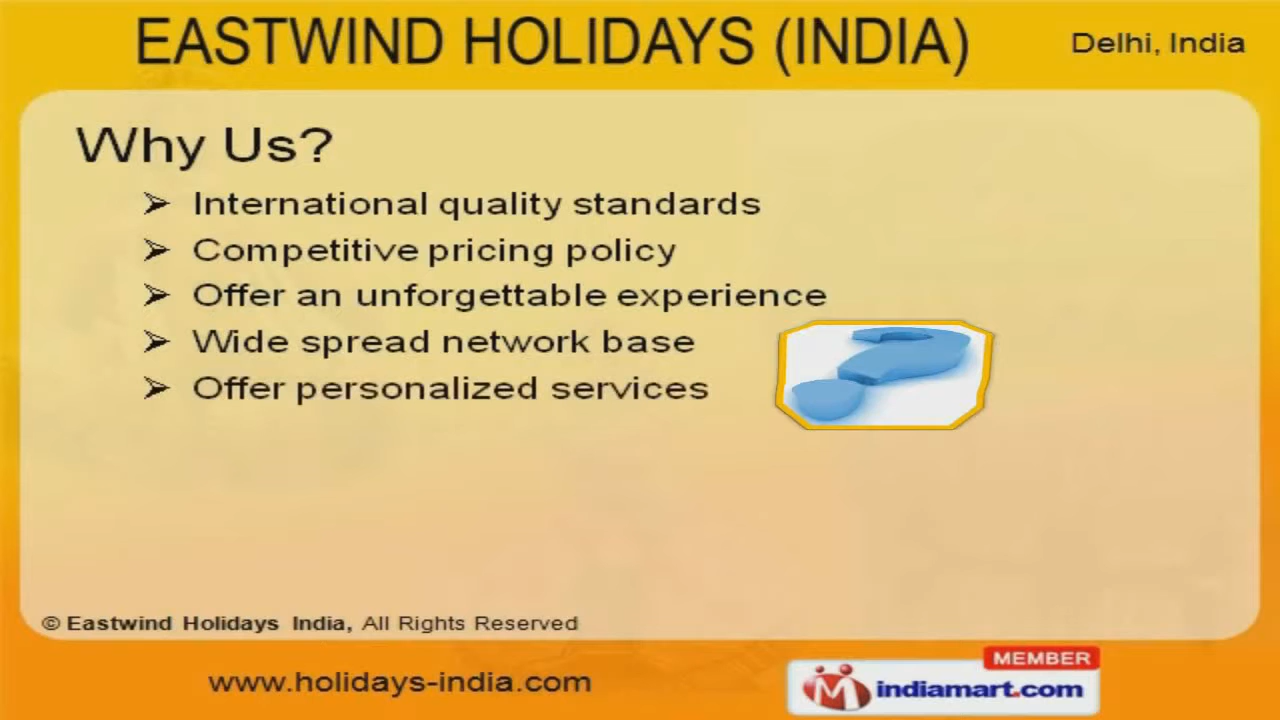 EASTWIND HOLIDAYS (INDIA)
Delhi, India
Why Us?
➢ International quality standards
➢ Competitive pricing policy
➢ Offer an unforgettable experience
➢ Wide spread network base
➢ Offer personalized services
© Eastwind Holidays India, All Rights Reserved
www.holidays-india.com
MEMBER
indiamart.com